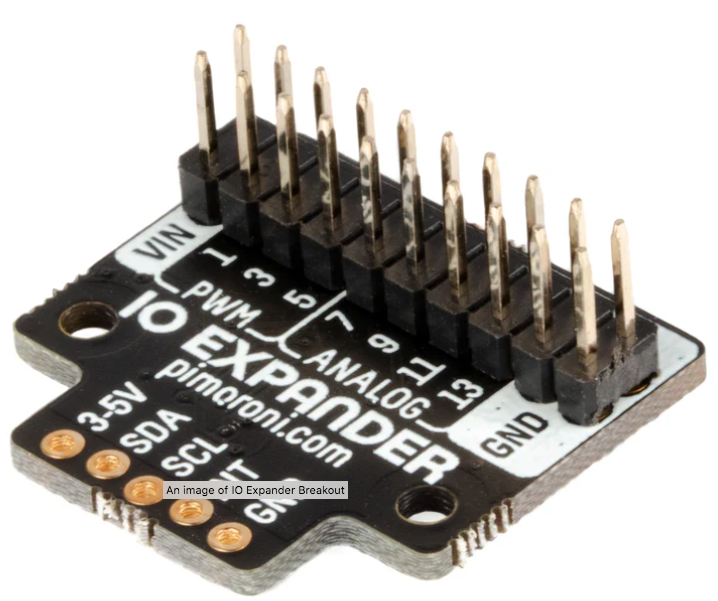 VIN
1 3 5 7 9 11 13
PWM ANALOG
GND
IO EXPANDER
pimoroni.com
3-5V
SDA
SCL
An image of IO Expander Breakout